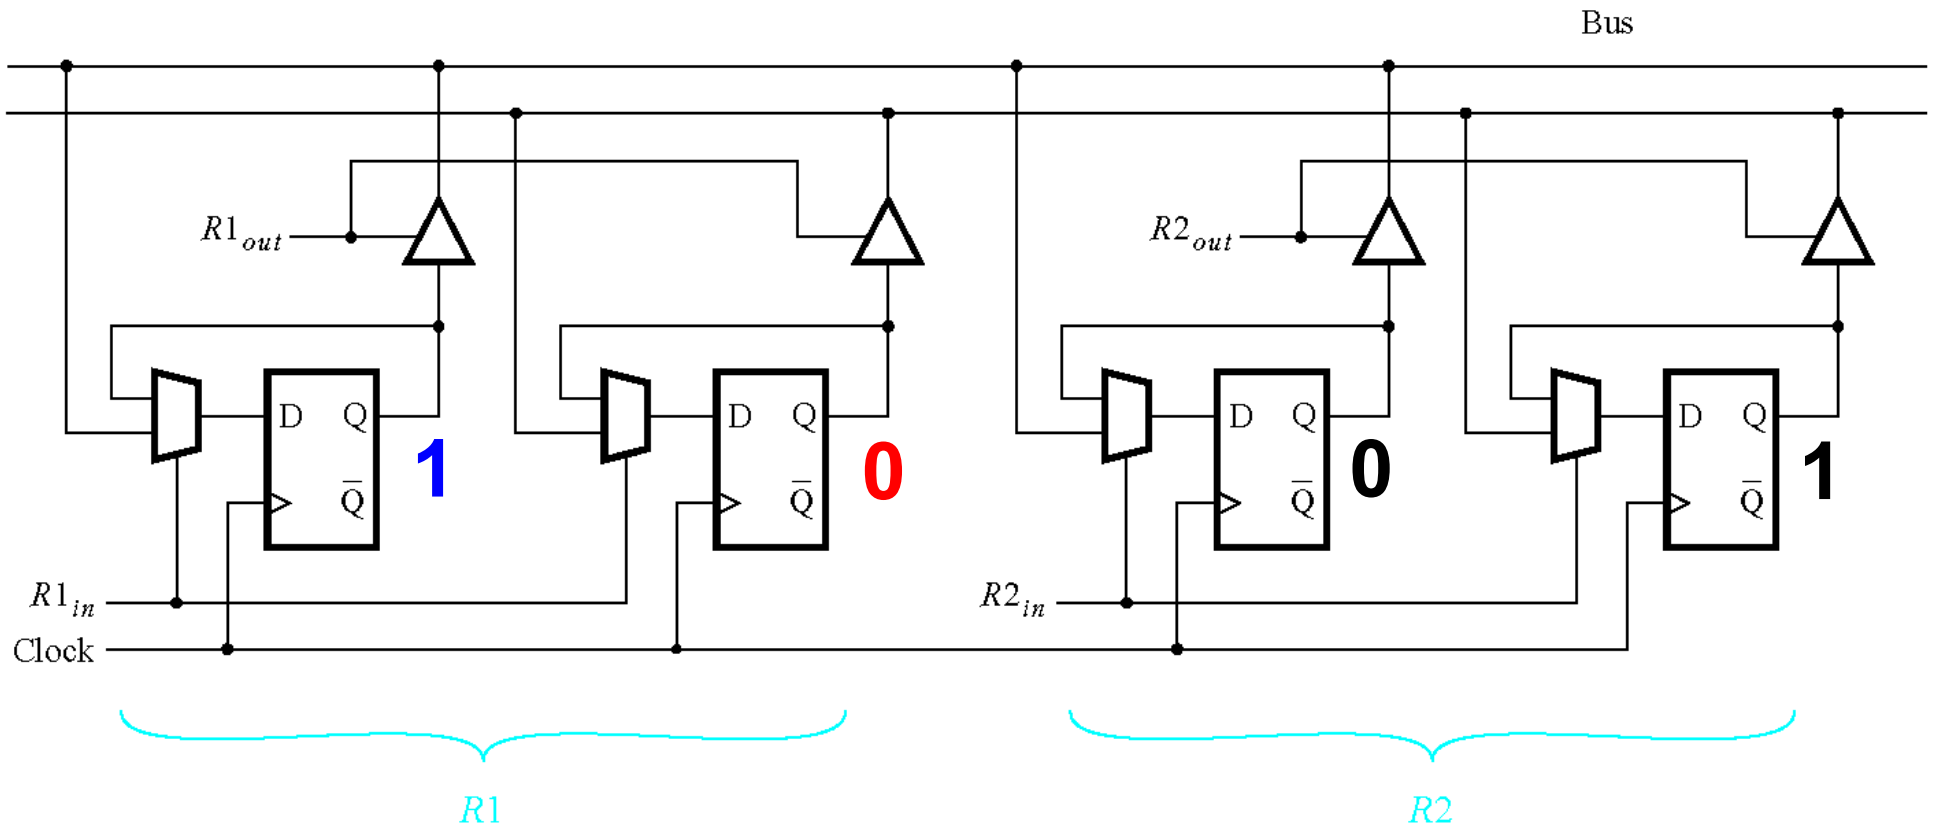 Bus
R1out
R2out
D Q
D Q
D Q
D Q
1
0
0
1
Q̅
Q̅
Q̅
Q̅
R1in
R2in
Clock
R1
R2